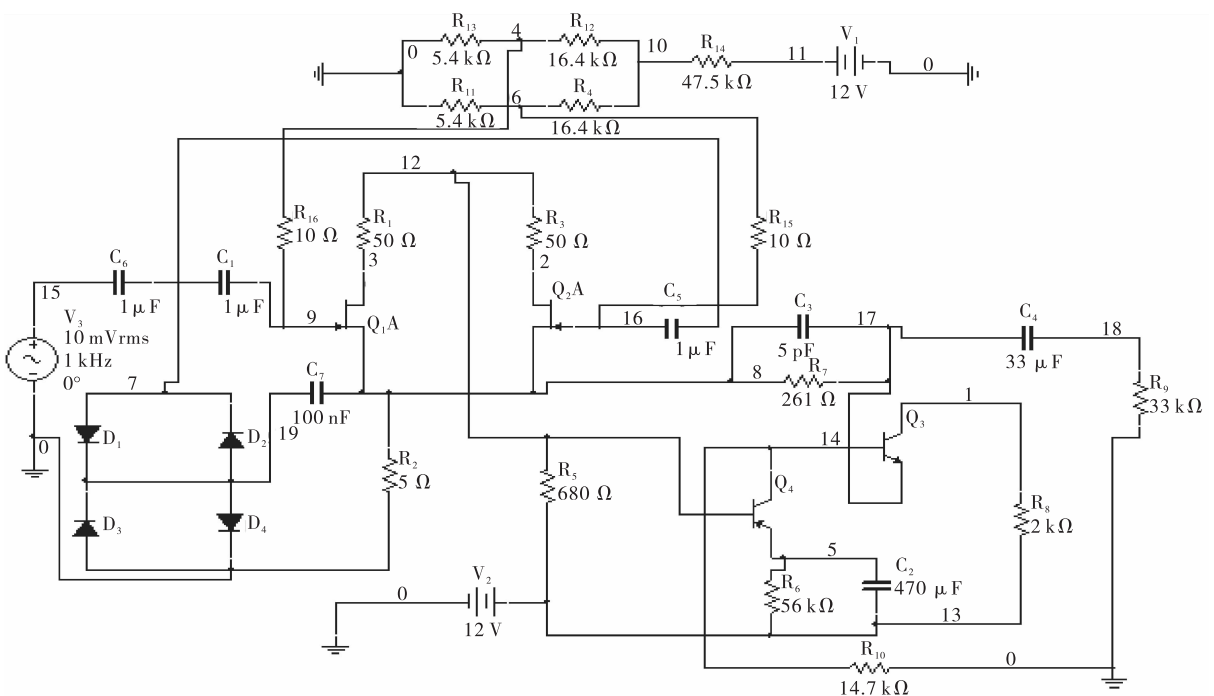 R₁₃
5.4 kΩ
0
4
R₁₂
16.4 kΩ
10
R₁₄
47.5 kΩ
11
V₁
12 V
0
R₁₁
5.4 kΩ
6
R₄
16.4 kΩ
12
R₁₆
10 Ω
R₁
50 Ω
3
R₃
50 Ω
2
R₁₅
10 Ω
C₆
1 μF
C₁
1 μF
15
V₃
10 mVrms
1 kHz
0°
9
Q₁A
Q₂A
16
C₅
1 μF
C₃
5 pF
17
C₄
33 μF
18
R₉
33 kΩ
7
C₇
100 nF
8
R₇
261 Ω
D₁
D₂
19
0
D₃
D₄
R₂
5 Ω
R₅
680 Ω
14
Q₃
1
Q₄
R₈
2 kΩ
5
C₂
470 μF
R₆
56 kΩ
13
0
V₂
12 V
R₁₀
14.7 kΩ
0